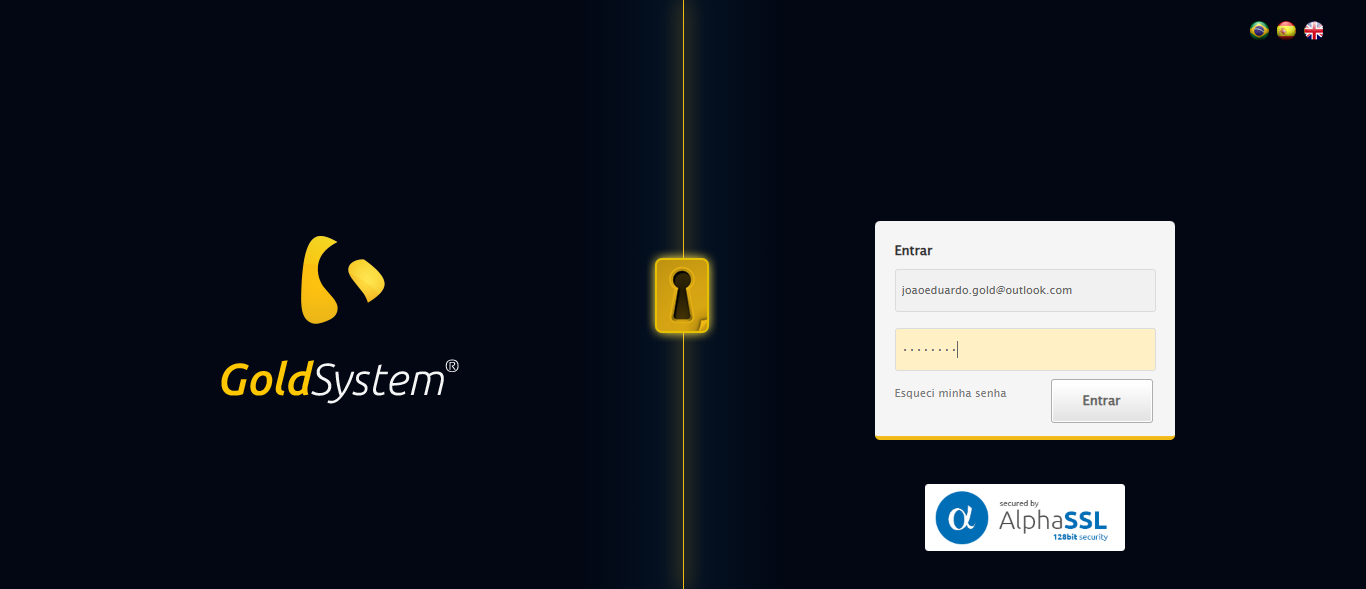 GoldSystem®
Entrar
joaoeduardo.gold@outlook.com
········
Esqueci minha senha
Entrar
α
secured by
AlphaSSL
128bit security